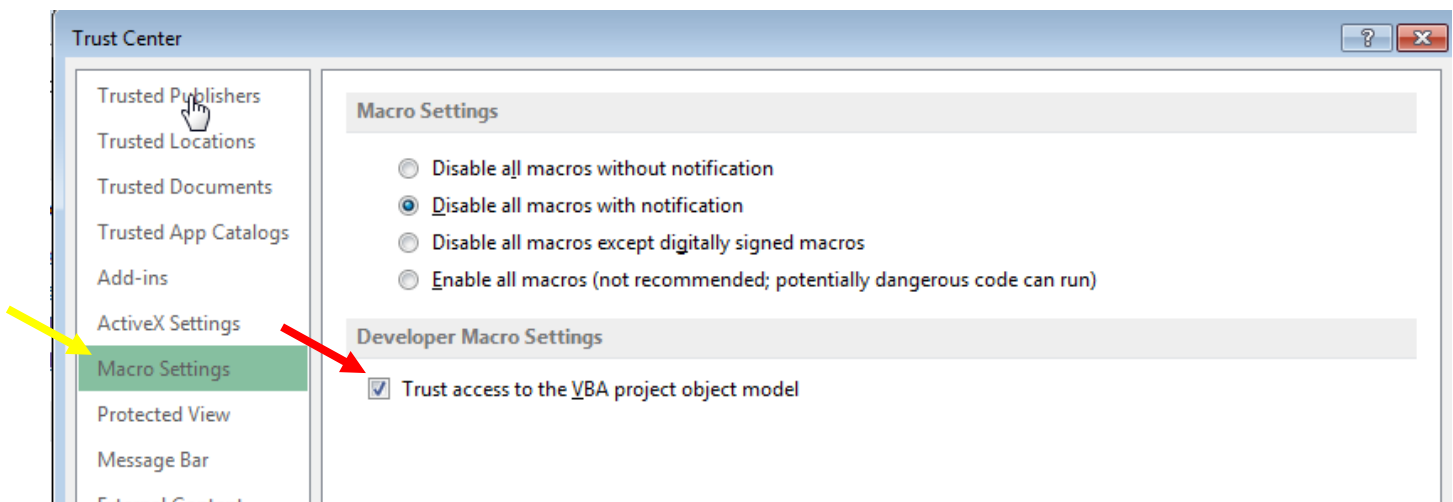 Trust Center
Trusted Publishers
Trusted Locations
Trusted Documents
Trusted App Catalogs
Add-ins
ActiveX Settings
Macro Settings
Protected View
Message Bar
Macro Settings
Disable all macros without notification
Disable all macros with notification
Disable all macros except digitally signed macros
Enable all macros (not recommended; potentially dangerous code can run)
Developer Macro Settings
Trust access to the VBA project object model